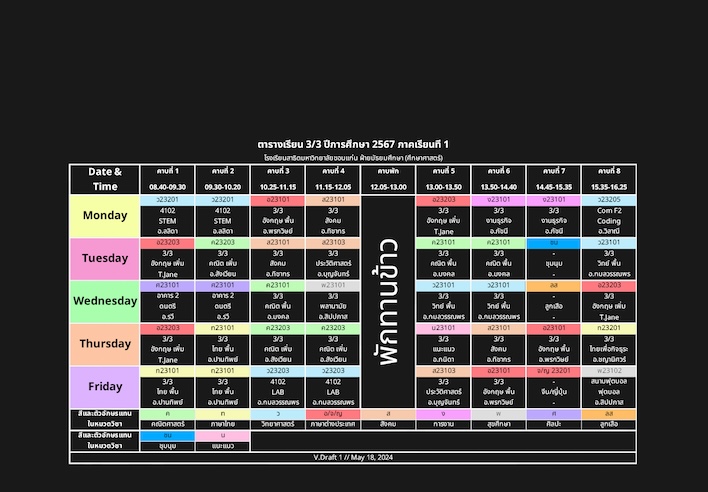 ตารางเรียน 3/3 ปีการศึกษา 2567 ภาคเรียนที่ 1
โรงเรียนสาธิตมหาวิทยาลัยขอนแก่น ฝ่ายมัธยมศึกษา (ศึกษาศาสตร์)
Date & Time คาบที่ 1 คาบที่ 2 คาบที่ 3 คาบที่ 4 คาบพัก คาบที่ 5 คาบที่ 6 คาบที่ 7 คาบที่ 8
08.40-09.30 09.30-10.20 10.25-11.15 11.15-12.05 12.05-13.00 13.00-13.50 13.50-14.40 14.45-15.35 15.35-16.25
พักทานข้าว
Monday
ว23201 ว23201 อ23101 ส23101 อ23203 ง23101 ง23101 ว23205
4102 4102 3/3 3/3 3/3 3/3 3/3 Com F2
STEM STEM อังกฤษ พื้น สังคม อังกฤษ เพิ่ม งานธุรกิจ งานธุรกิจ Coding
อ.สลิดา อ.สลิดา อ.พรทวิษย์ อ.ทิชากร T.Jane อ.ทัชนี อ.ทัชนี อ.วิสาณี
Tuesday
อ23203 ค23203 ส23101 ส23103 ค23101 ค23101 ชม ว23101
3/3 3/3 3/3 3/3 3/3 3/3 - 3/3
อังกฤษ เพิ่ม คณิต เพิ่ม สังคม ประวัติศาสตร์ คณิต พื้น คณิต พื้น ชุมนุม วิทย์ พื้น
T.Jane อ.สังเวียน อ.ทิชากร อ.บุญจันทร์ อ.มงคล อ.มงคล - อ.กมลวรรณพร
Wednesday
ศ23101 ศ23101 ค23101 พ23101 ว23101 ว23101 ลส อ23203
อาคาร 2 อาคาร 2 3/3 3/3 3/3 3/3 - 3/3
ดนตรี ดนตรี คณิต พื้น พลานามัย วิทย์ พื้น วิทย์ พื้น ลูกเสือ อังกฤษ เพิ่ม
อ.รวี อ.รวี อ.มงคล อ.สิปปภาส อ.กมลวรรณพร อ.กมลวรรณพร - T.Jane
Thursday
อ23203 ท23101 ค23203 ค23203 น23101 ส23101 อ23101 ท23201
3/3 3/3 3/3 3/3 3/3 3/3 3/3 3/3
อังกฤษ เพิ่ม ไทย พื้น คณิต เพิ่ม คณิต เพิ่ม แนะแนว สังคม อังกฤษ พื้น ไทยเพื่อกิจธุระ
T.Jane อ.ปานทิพย์ อ.สังเวียน อ.สังเวียน อ.ทิชากร อ.พรทวิษย์
Friday
ท23101 ท23101 ว23203 ว23203 ส23103 อ23101 จ/ญ 23201 พ23102
3/3 3/3 4102 4102 3/3 3/3 - สนามฟุตบอล
ไทย พื้น ไทย พื้น LAB LAB ประวัติศาสตร์ อังกฤษ พื้น จีน/ญี่ปุ่น ฟุตบอล
อ.ปานทิพย์ อ.ปานทิพย์ อ.กมลวรรณพร อ.กมลวรรณพร อ.บุญจันทร์ อ.พรทวิษย์ - อ.สิปปภาส
สีและตัวอักษรแทน ค ท ว อ/จ/ญ ส ง พ ศ ลส
ในหมวดวิชา คณิตศาสตร์ ภาษาไทย วิทยาศาสตร์ ภาษาต่างประเทศ สังคม การงาน สุขศึกษา ศิลปะ ลูกเสือ
สีและตัวอักษรแทน ชม น
ในหมวดวิชา ชุมนุม แนะแนว
V.Draft 1 // May 18, 2024